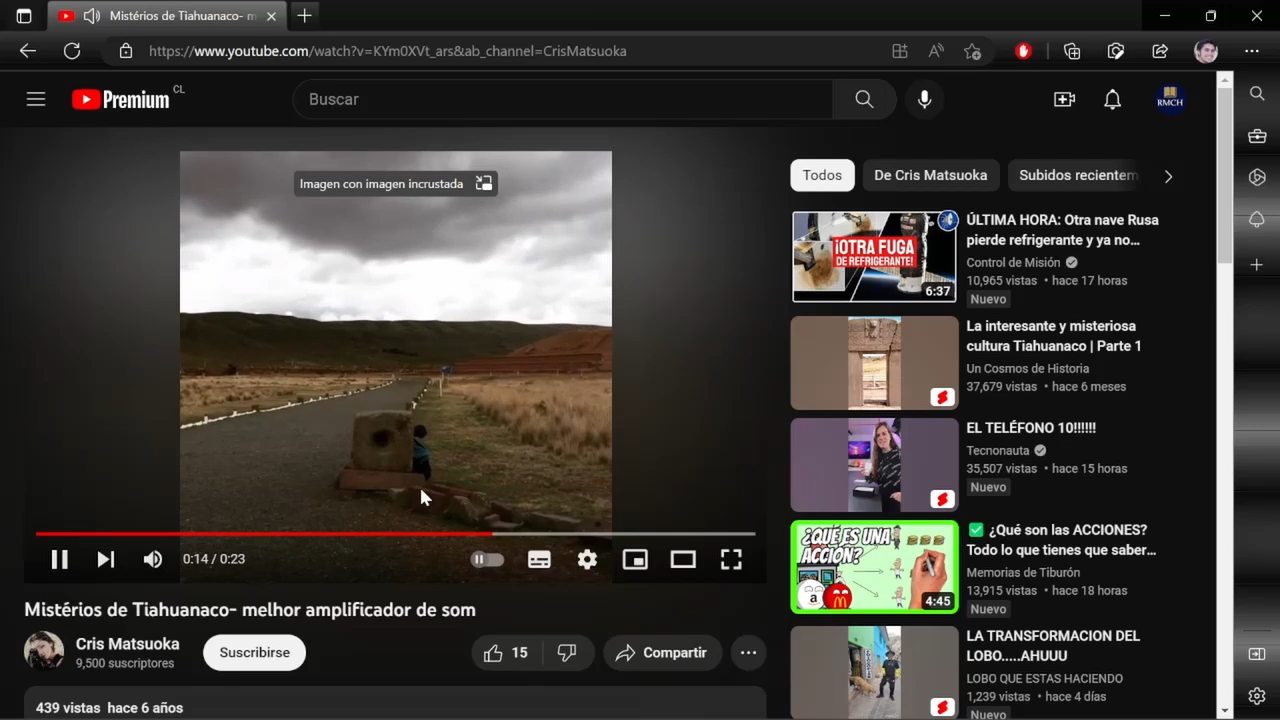 Mistérios de Tiahuanaco- m
https://www.youtube.com/watch?v=KYm0XVt_ars&ab_channel=CrisMatsuoka
Premium CL
Buscar
RMCH
Imagen con imagen incrustada
0:14 / 0:23
Mistérios de Tiahuanaco- melhor amplificador de som
Cris Matsuoka
9,500 suscriptores
Suscribirse
15
Compartir
439 vistas hace 6 años
Todos
De Cris Matsuoka
Subidos recientem
¡OTRA FUGA
DE REFRIGERANTE!
6:37
ÚLTIMA HORA: Otra nave Rusa
pierde refrigerante y ya no...
Control de Misión
10,965 vistas • hace 17 horas
Nuevo
La interesante y misteriosa
cultura Tiahuanaco | Parte 1
Un Cosmos de Historia
37,679 vistas • hace 6 meses
EL TELÉFONO 10!!!!!!
Tecnonauta
35,507 vistas • hace 15 horas
Nuevo
¿QUÉ ES UNA
ACCIÓN?
a
4:45
✅ ¿Qué son las ACCIONES?
Todo lo que tienes que saber...
Memorias de Tiburón
13,915 vistas • hace 18 horas
Nuevo
LA TRANSFORMACION DEL
LOBO.....AHUUU
LOBO QUE ESTAS HACIENDO
1,239 vistas • hace 4 días
Nuevo